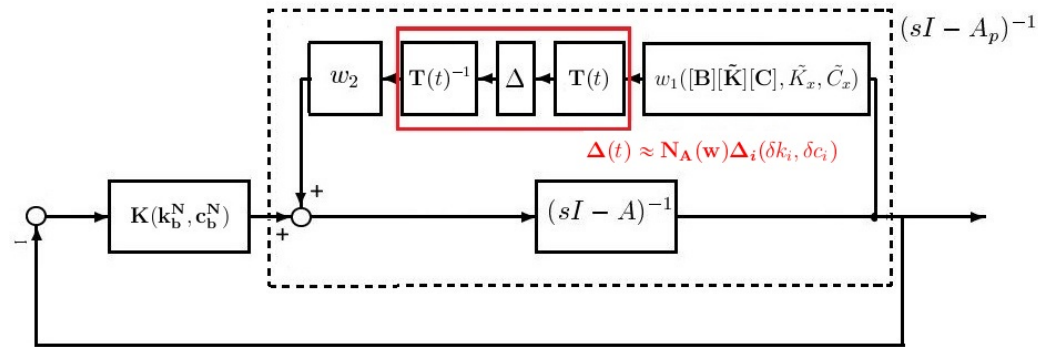 (sI − A_p)^{−1}
w_2
T(t)^{−1}
Δ
T(t)
w_1([B][K̃][C], K̃_x, C̃_x)
Δ(t) ≈ N_A(w)Δ_i(δk_i, δc_i)
+
K(k_b^N, c_b^N)
+
(sI − A)^{−1}
−